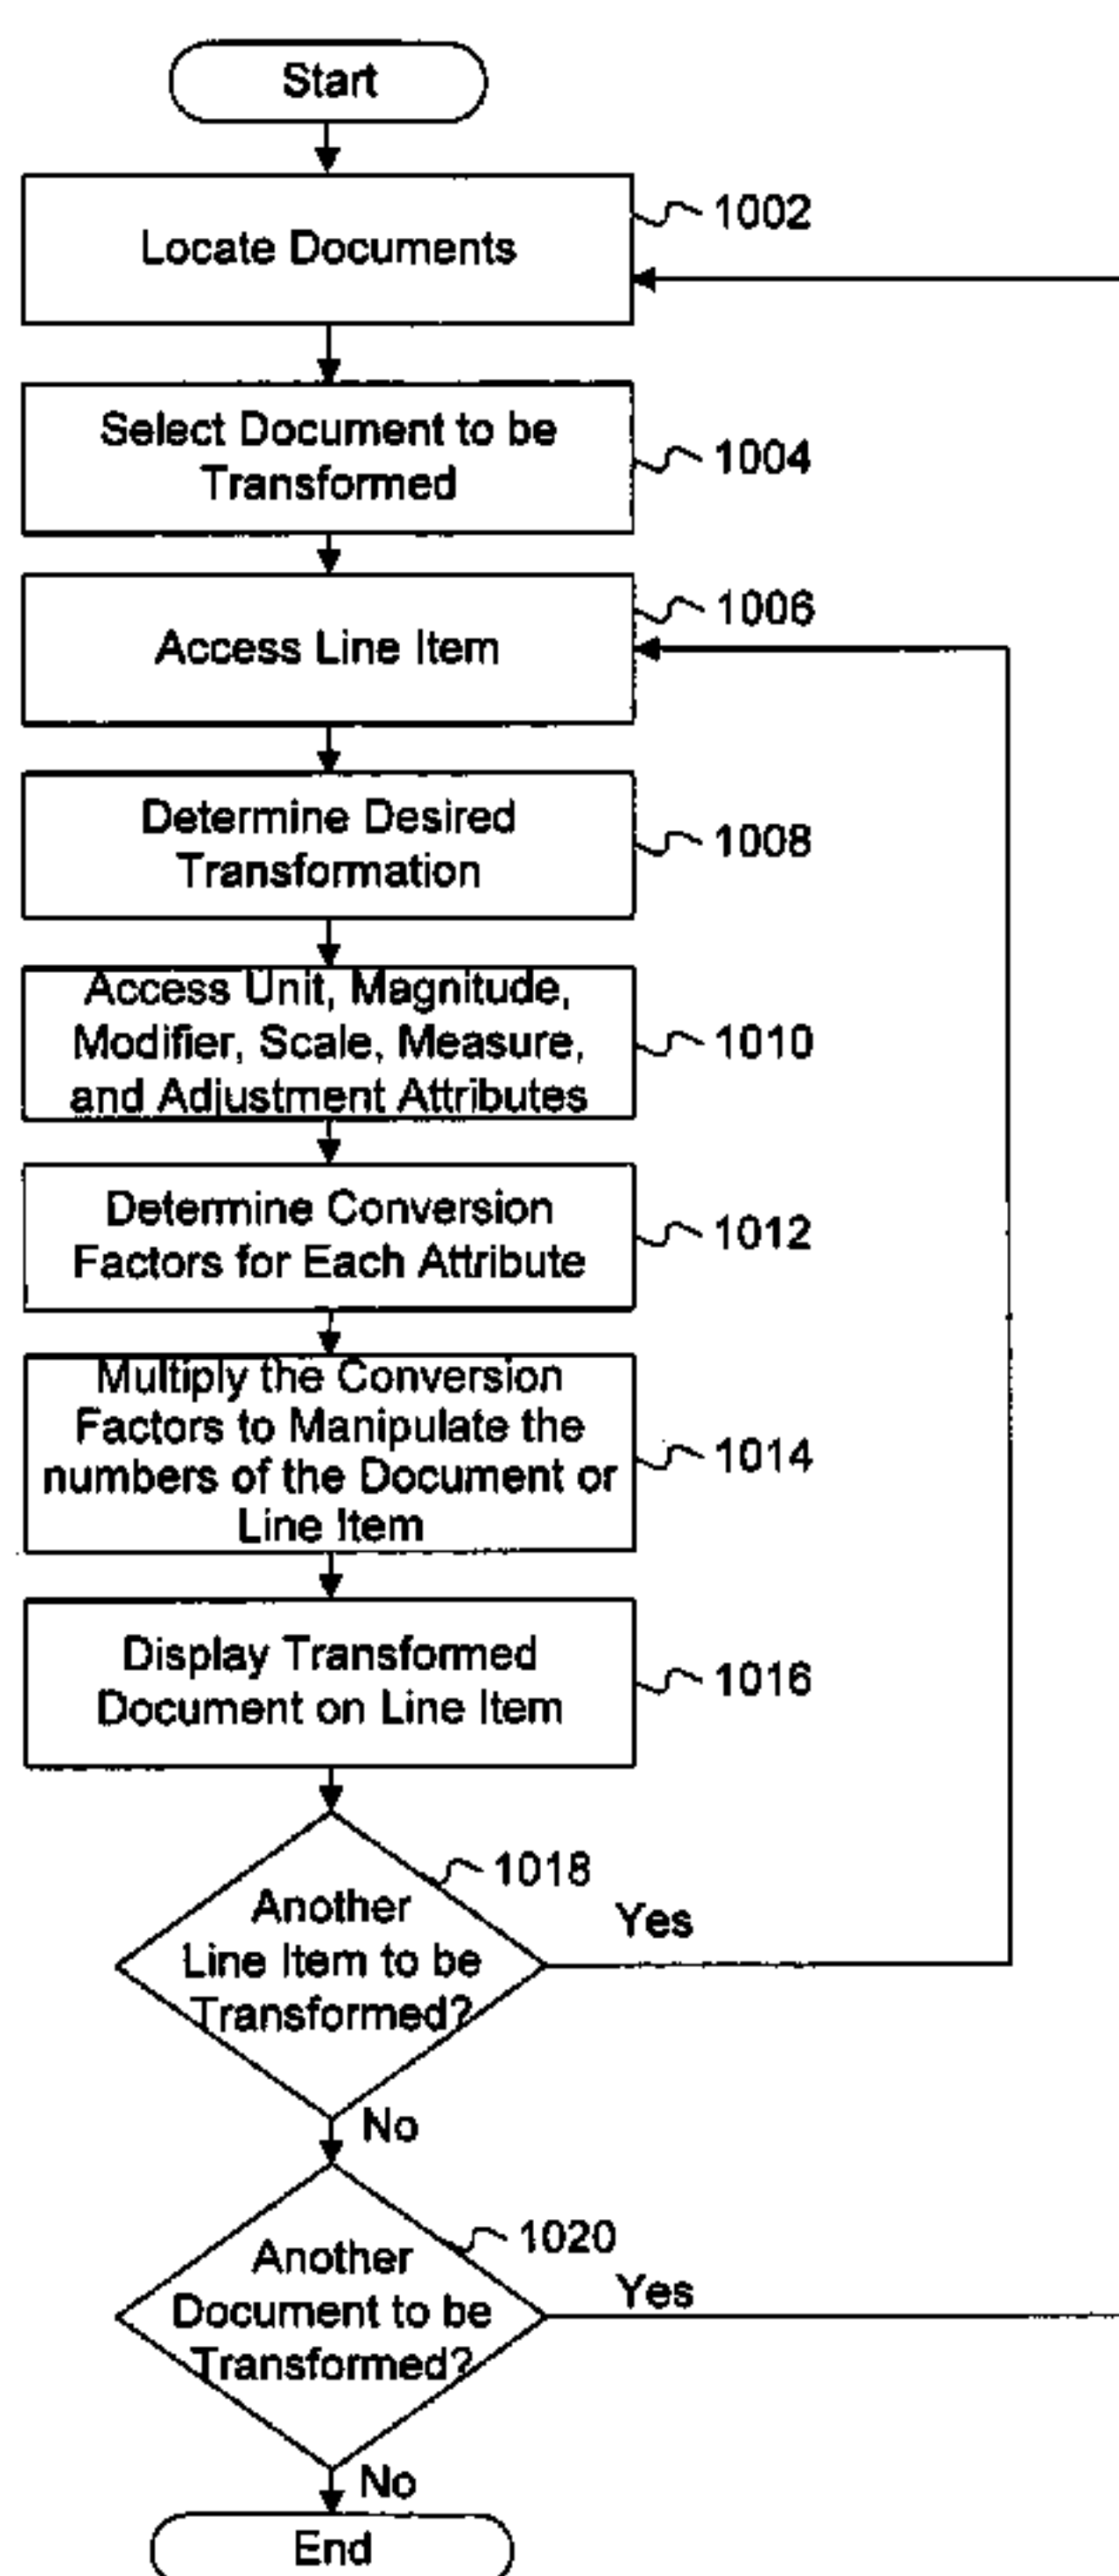 Start
Locate Documents
1002
Select Document to be
Transformed
1004
Access Line Item
1006
Determine Desired
Transformation
1008
Access Unit, Magnitude,
Modifier, Scale, Measure,
and Adjustment Attributes
1010
Determine Conversion
Factors for Each Attribute
1012
Multiply the Conversion
Factors to Manipulate the
numbers of the Document or
Line Item
1014
Display Transformed
Document on Line Item
1016
1018
Another
Line Item to be
Transformed?
Yes
No
1020
Another
Document to be
Transformed?
Yes
No
End